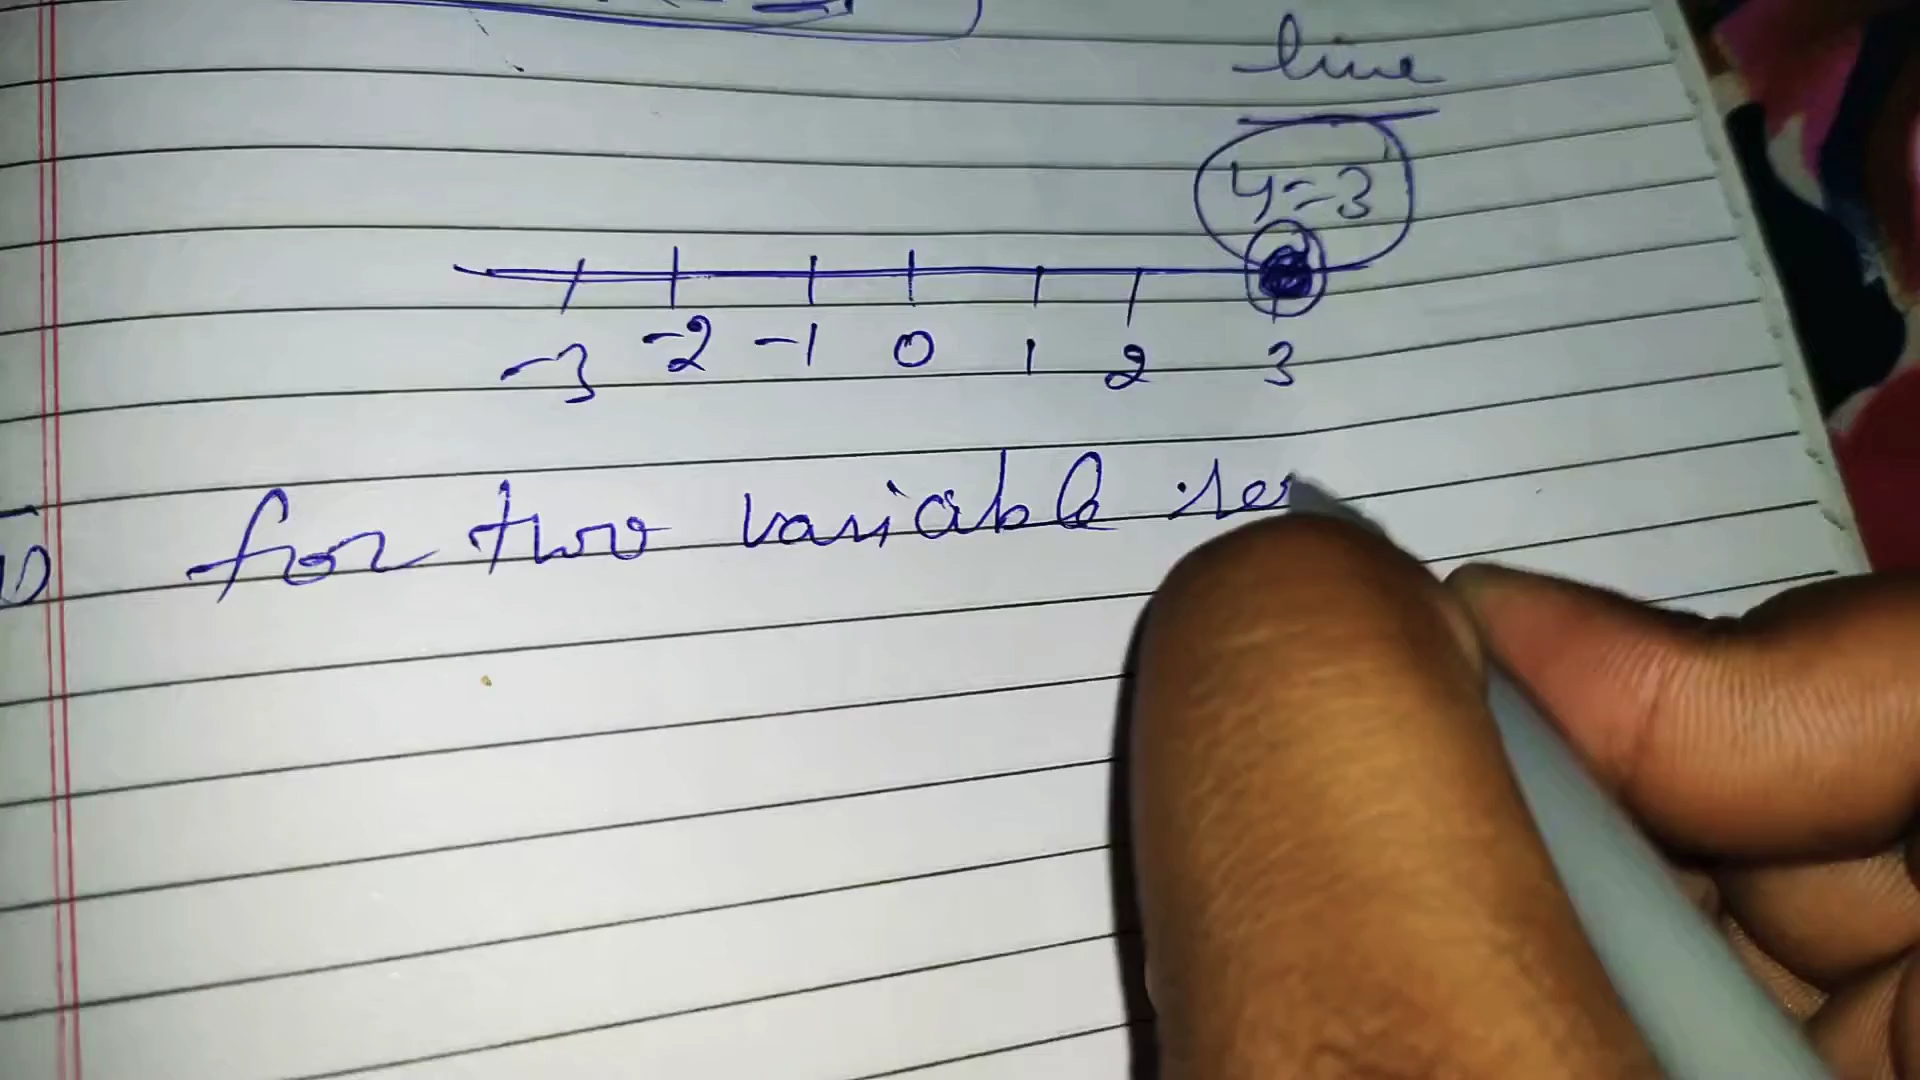 line
y=3
-3 -2 -1 0 1 2 3
for two variable